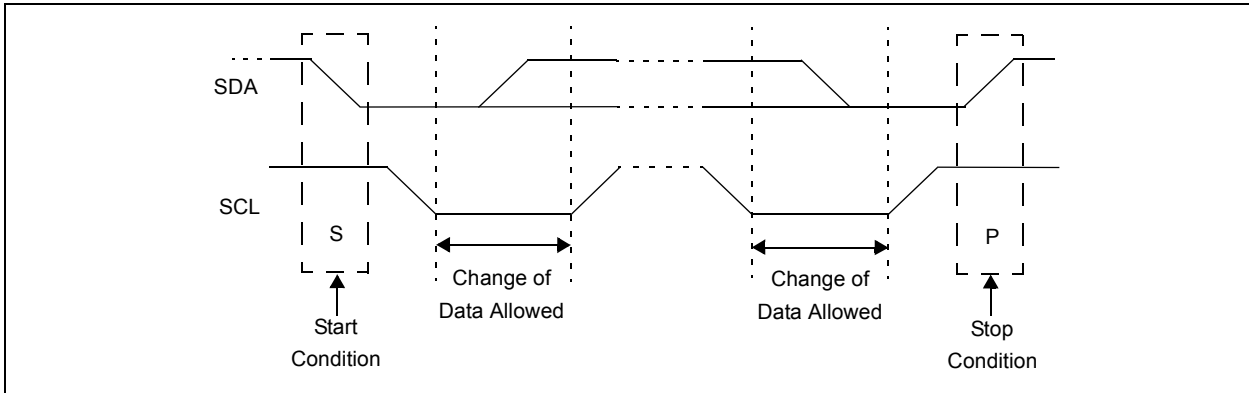 SDA
SCL
S
P
Change of
Data Allowed
Change of
Data Allowed
Start
Condition
Stop
Condition